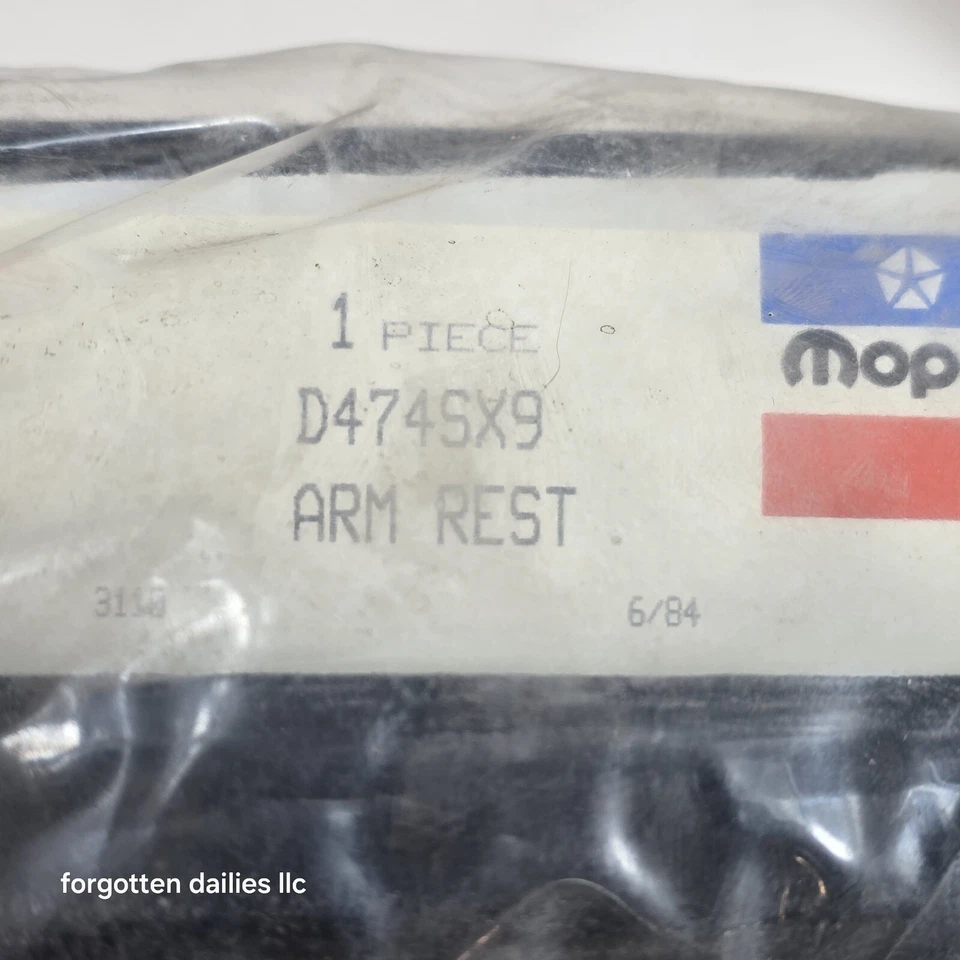 1 PIECE
D474SX9
ARM REST
Mop
6/84
forgotten dailies llc